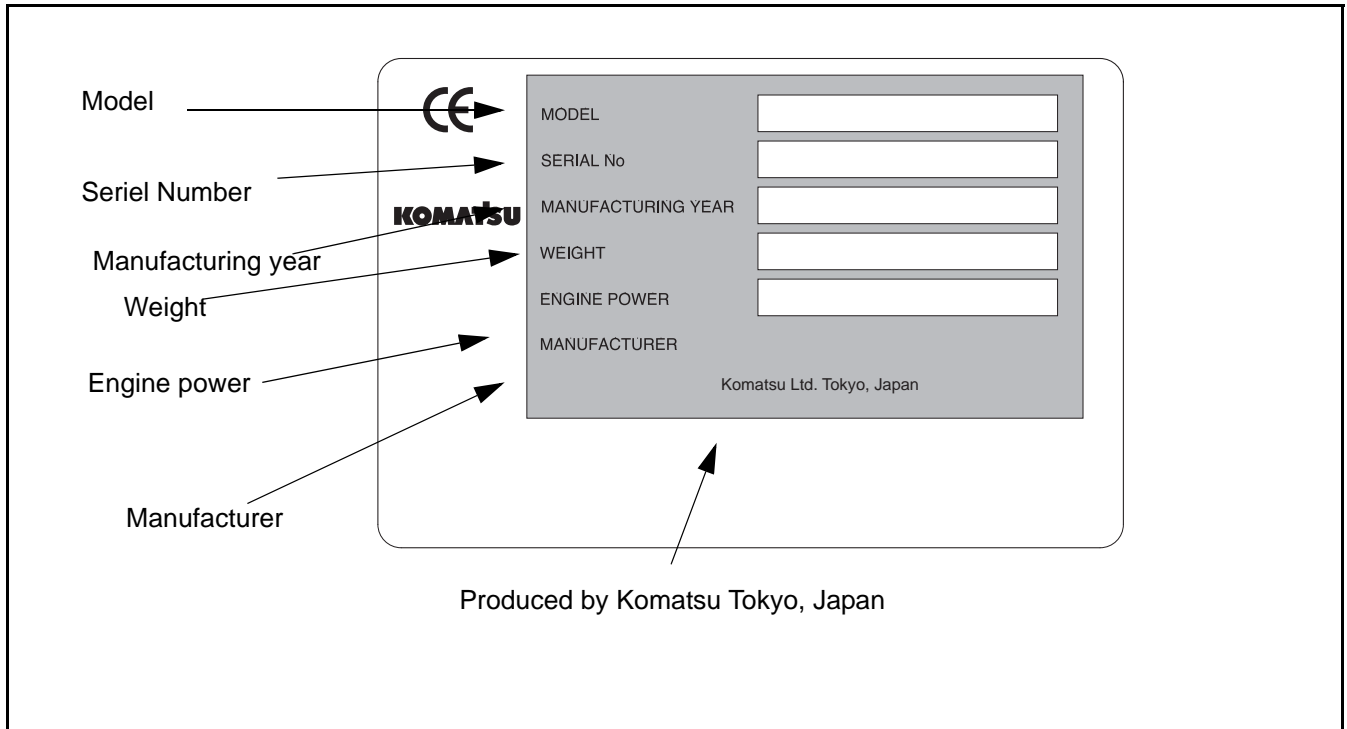 Model
Seriel Number
Manufacturing year
Weight
Engine power
Manufacturer
CE
KOMATSU
MODEL
SERIAL No
MANUFACTURING YEAR
WEIGHT
ENGINE POWER
MANUFACTURER
Komatsu Ltd. Tokyo, Japan
Produced by Komatsu Tokyo, Japan